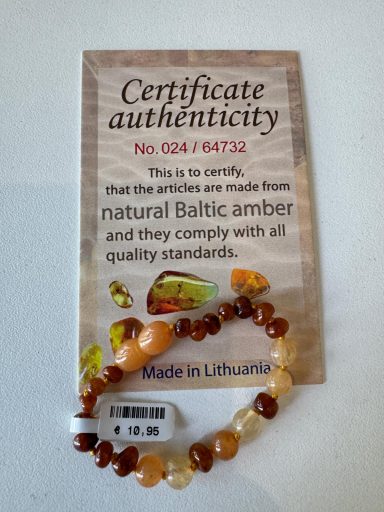 Certificate
authenticity
No. 024 / 64732
This is to certify,
that the articles are made from
natural Baltic amber
and they comply with all
quality standards.
Made in Lithuania
€ 10,95